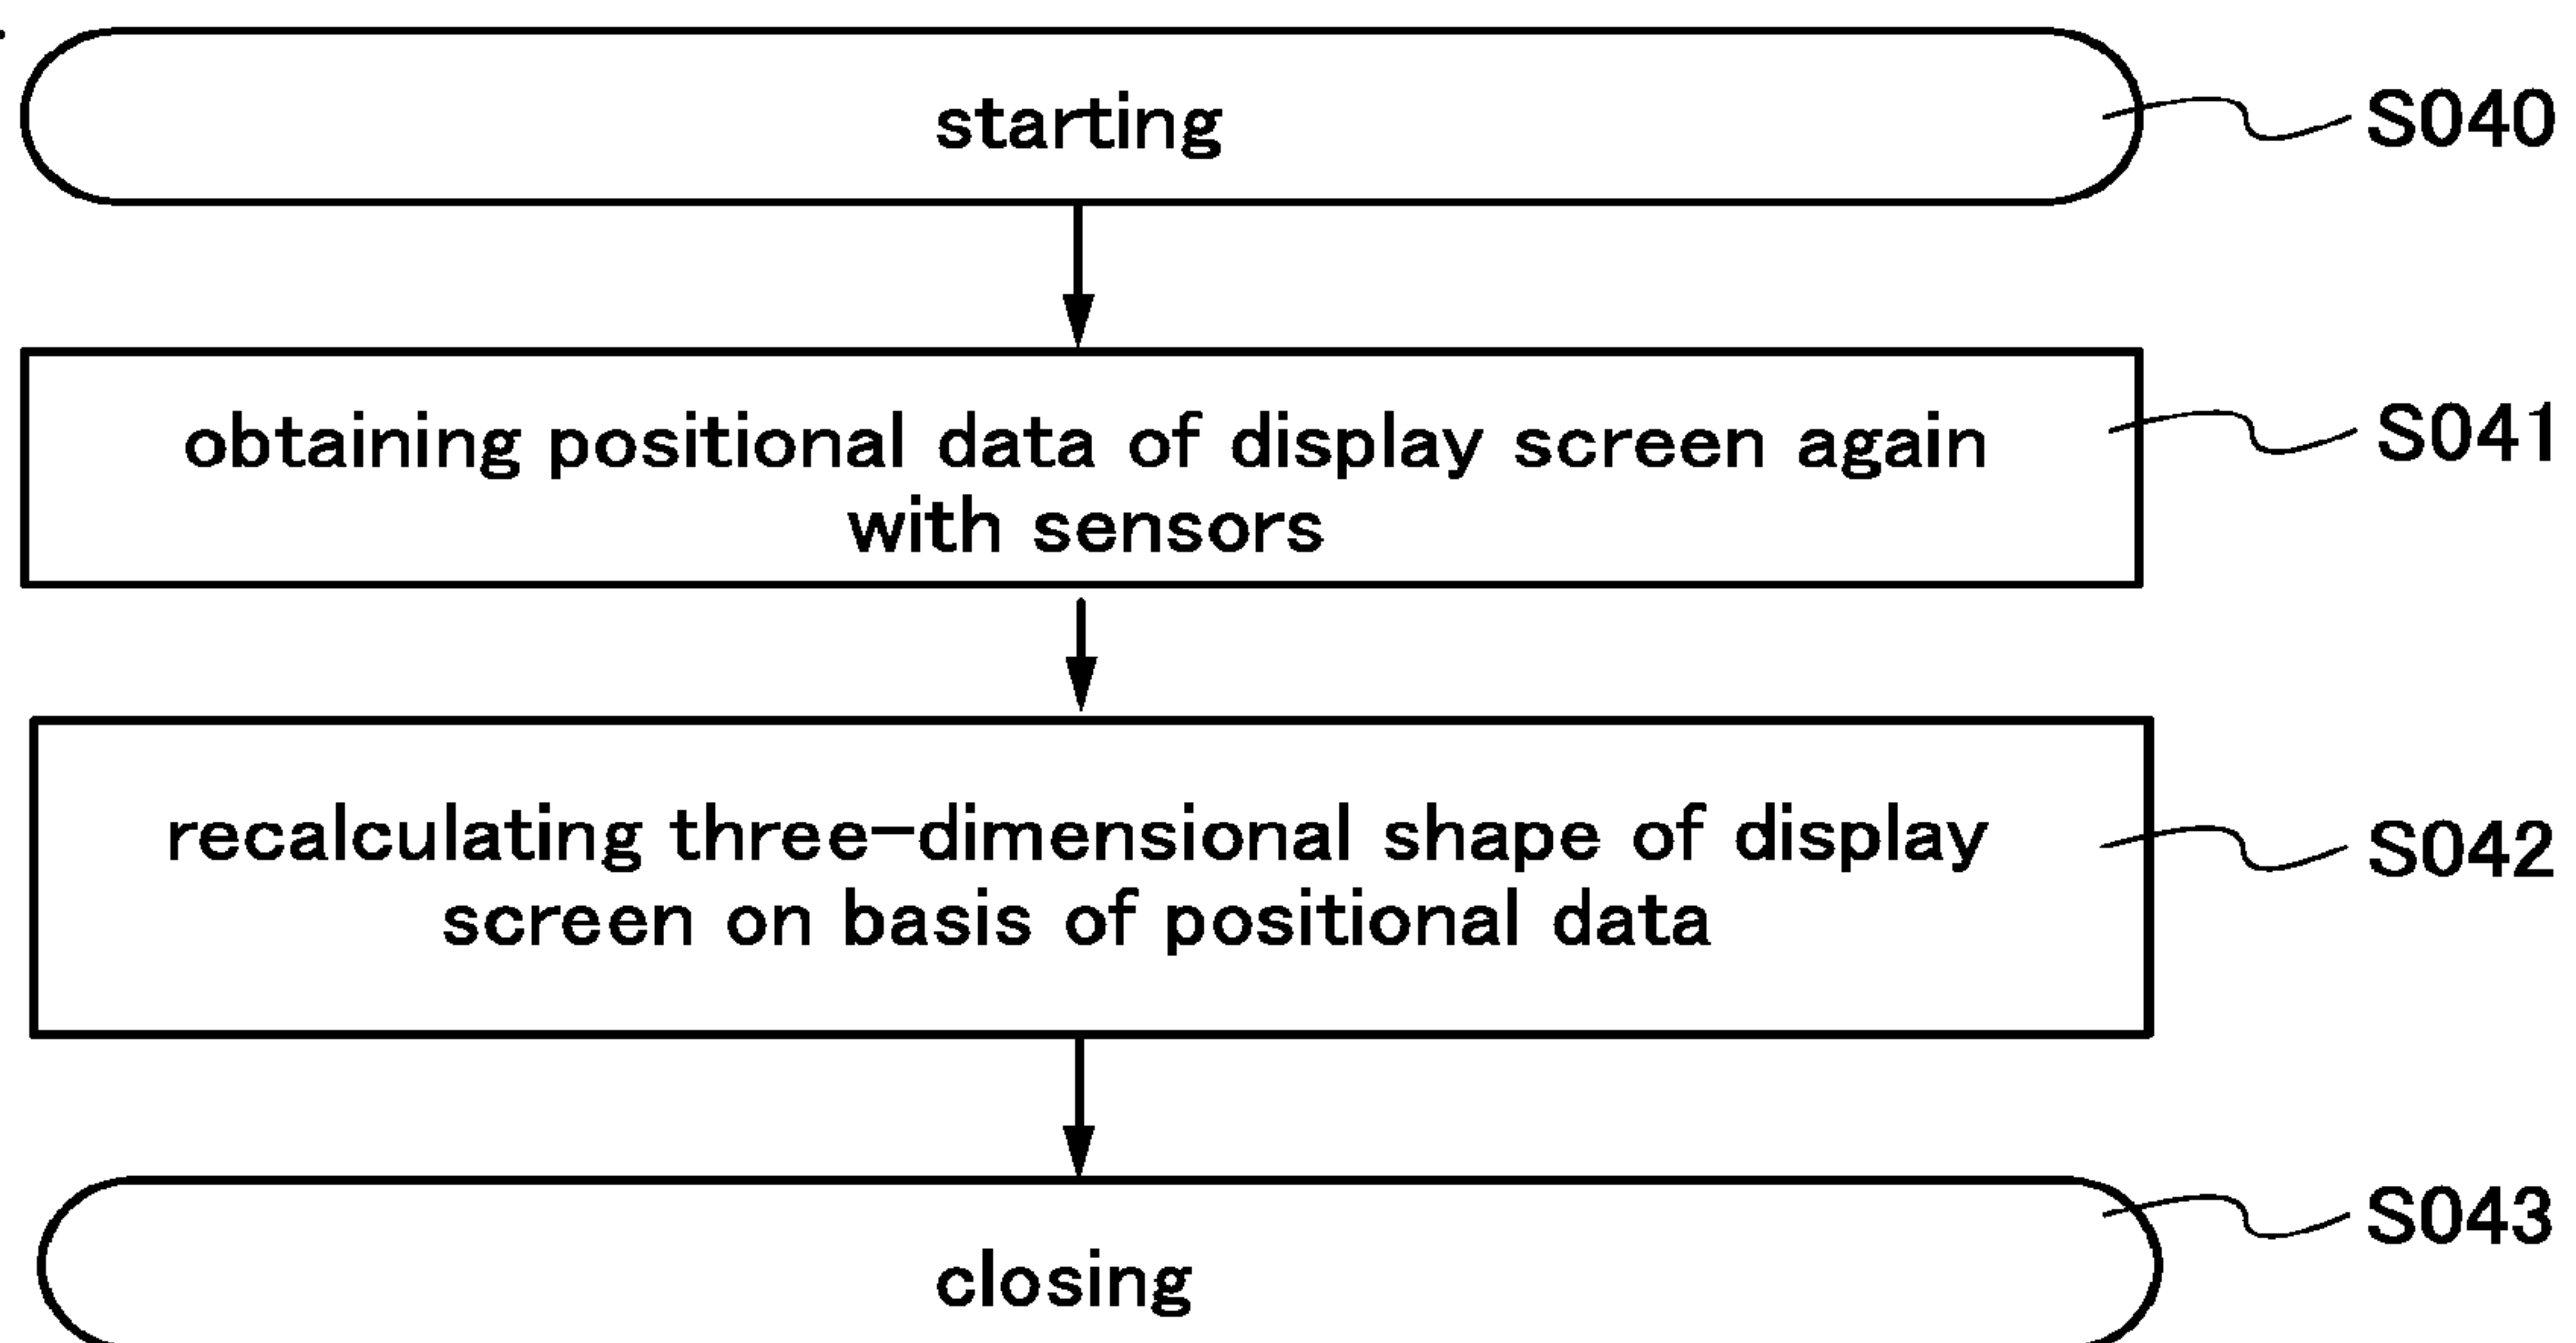 starting
S040
obtaining positional data of display screen again
with sensors
S041
recalculating three-dimensional shape of display
screen on basis of positional data
S042
closing
S043